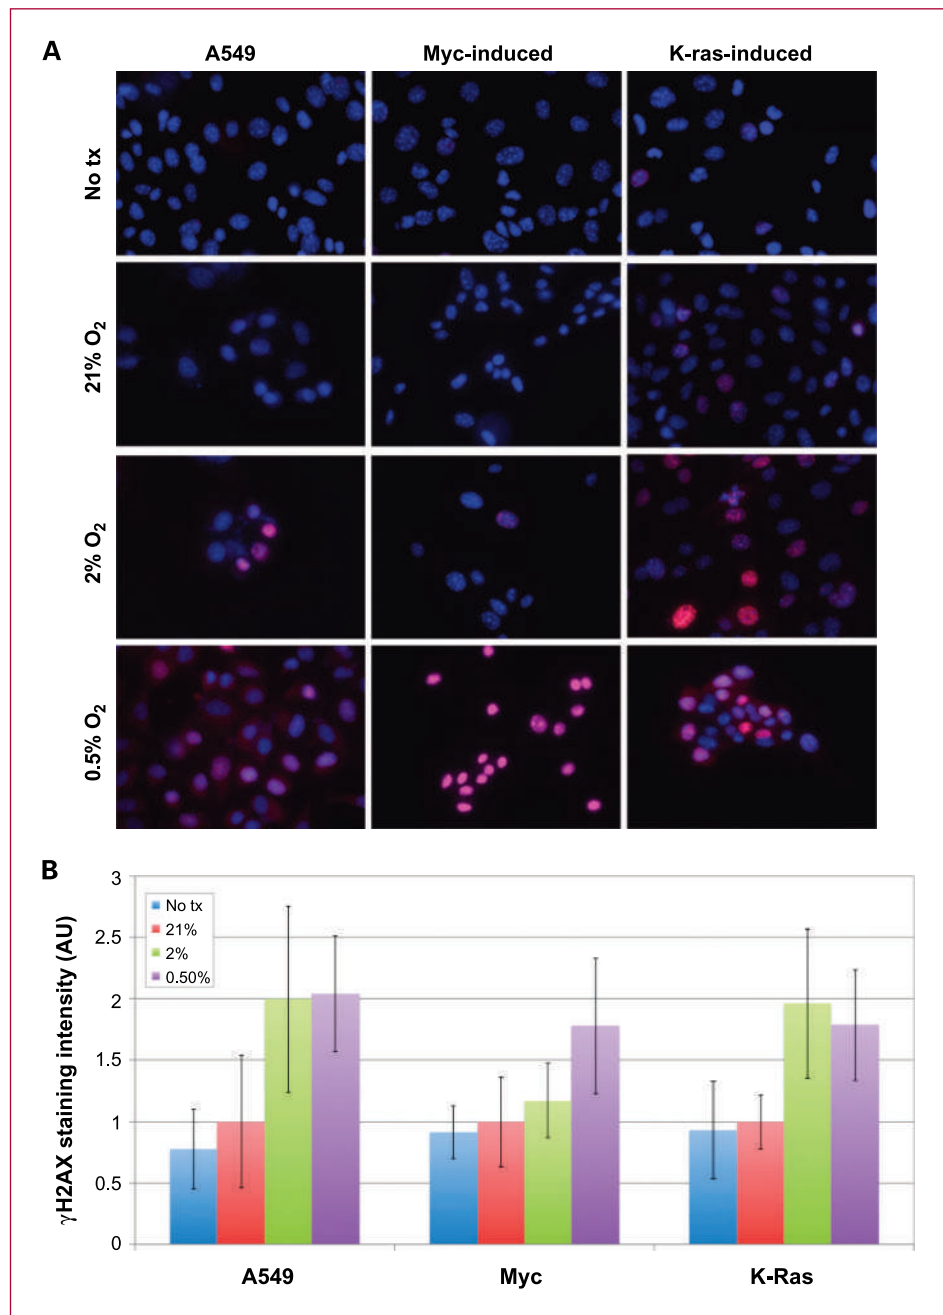 A
A549 Myc-induced K-ras-induced
No tx
21% O2
2% O2
0.5% O2
B
γH2AX staining intensity (AU)
3
2.5
2
1.5
1
0.5
0
No tx
21%
2%
0.50%
A549 Myc K-Ras